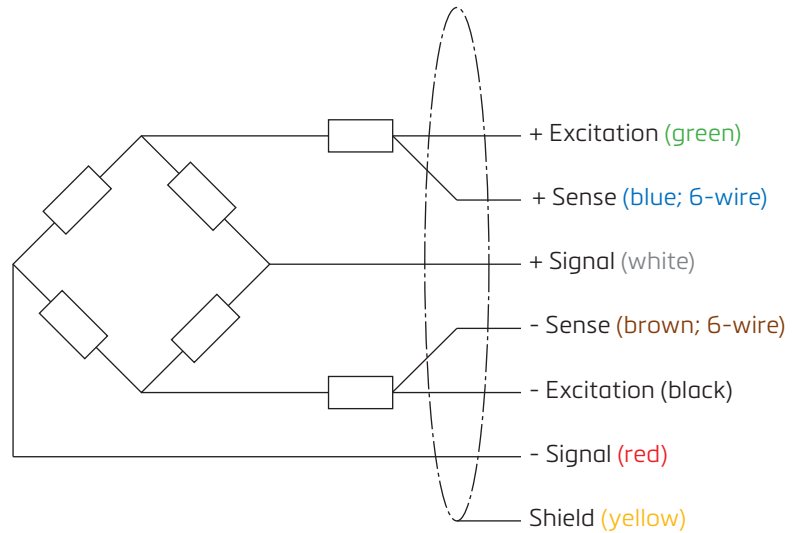 + Excitation (green)
+ Sense (blue; 6-wire)
+ Signal (white)
- Sense (brown; 6-wire)
- Excitation (black)
- Signal (red)
Shield (yellow)